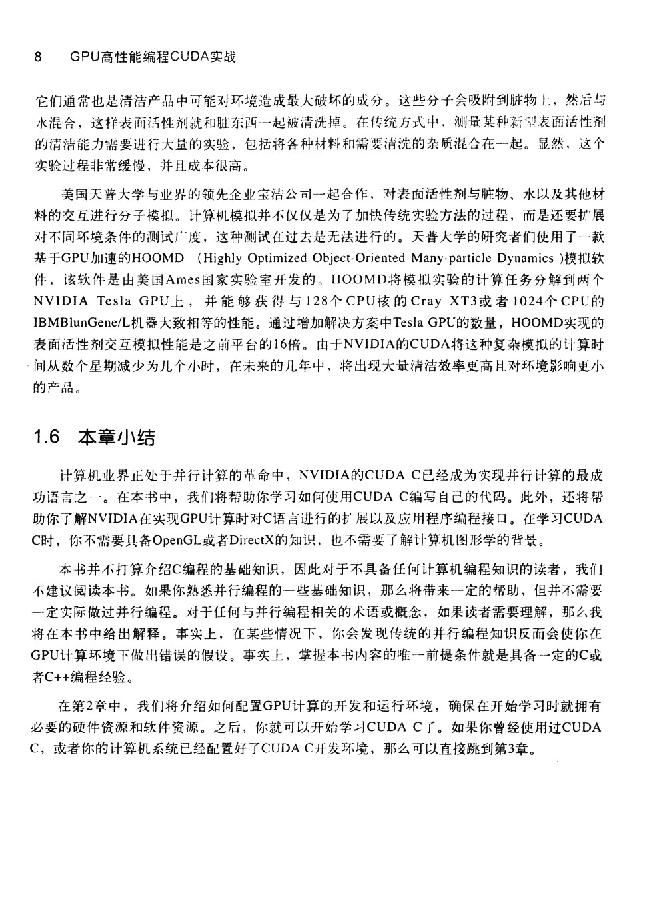 8 GPU高性能编程CUDA实战
它们通常也是清洁产品中可能对环境造成最大破坏的成分。这些分子会吸附到脏物上，然后与
水混合，这样表面活性剂就和脏东西一起被清洗掉。在传统方式中，测量某种新型表面活性剂
的清洁能力需要进行大量的实验，包括将各种材料和需要清洗的杂质混合在一起。显然，这个
实验过程非常缓慢，并且成本很高。
美国天普大学与业界的领先企业宝洁公司一起合作，对表面活性剂与脏物、水以及其他材
料的交互进行分子模拟。计算机模拟并不仅仅是为了加快传统实验方法的过程，而是还要扩展
对不同环境条件的测试广度，这种测试在过去是无法进行的。天普大学的研究者们使用了一款
基于GPU加速的HOOMD （Highly Optimized Object-Oriented Many-particle Dynamics )模拟软
件，该软件是由美国Ames国家实验室开发的。HOOMD将模拟实验的计算任务分解到两个
NVIDIA Tesla GPU上，并能够获得与128个CPU核的Cray XT3或者1024个CPU的
IBMBlunGene/L机器大致相等的性能。通过增加解决方案中Tesla GPU的数量，HOOMD实现的
表面活性剂交互模拟性能是之前平台的16倍。由于NVIDIA的CUDA将这种复杂模拟的计算时
间从数个星期减少为几个小时，在未来的几年中，将出现大量清洁效率更高且对环境影响更小
的产品。
1.6 本章小结
计算机业界正处于并行计算的革命中，NVIDIA的CUDA C已经成为实现并行计算的最成
功语言之一。在本书中，我们将帮助你学习如何使用CUDA C编写自己的代码。此外，还将帮
助你了解NVIDIA在实现GPU计算时对C语言进行的扩展以及应用程序编程接口。在学习CUDA
C时，你不需要具备OpenGL或者DirectX的知识，也不需要了解计算机图形学的背景。
本书并不打算介绍C编程的基础知识，因此对于不具备任何计算机编程知识的读者，我们
不建议阅读本书。如果你熟悉并行编程的一些基础知识，那么将带来一定的帮助，但并不需要
一定实际做过并行编程。对于任何与并行编程相关的术语或概念，如果读者需要理解，那么我
将在本书中给出解释。事实上，在某些情况下，你会发现传统的并行编程知识反而会使你在
GPU计算环境下做出错误的假设。事实上，掌握本书内容的唯一前提条件就是具备一定的C或
者C++编程经验。
在第2章中，我们将介绍如何配置GPU计算的开发和运行环境，确保在开始学习时就拥有
必要的硬件资源和软件资源。之后，你就可以开始学习CUDA C了。如果你曾经使用过CUDA
C，或者你的计算机系统已经配置好了CUDA C开发环境，那么可以直接跳到第3章。